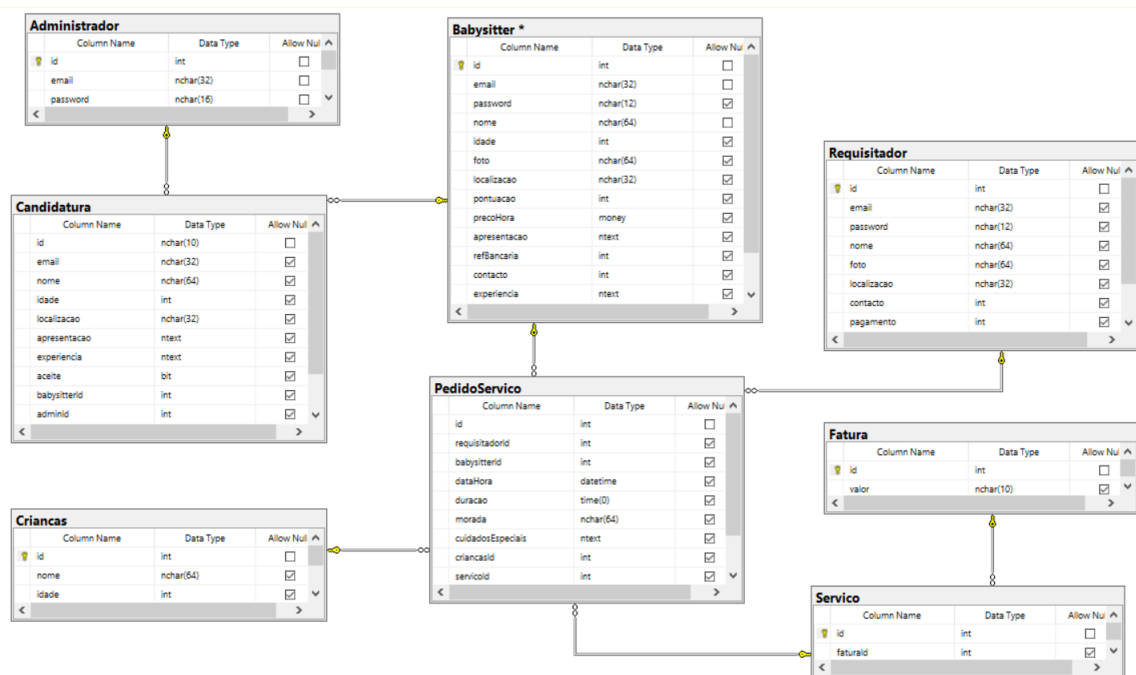 Administrador
Column Name Data Type Allow Nul
id int
email nchar(32)
password nchar(16)
Babysitter *
Column Name Data Type Allow Nul
id int
email nchar(32)
password nchar(12)
nome nchar(64)
idade int
foto nchar(64)
localizacao nchar(32)
pontuacao int
precoHora money
apresentacao ntext
refBancaria int
contacto int
experiencia ntext
Requisitador
Column Name Data Type Allow Nul
id int
email nchar(32)
password nchar(12)
nome nchar(64)
foto nchar(64)
localizacao nchar(32)
contacto int
pagamento int
Candidatura
Column Name Data Type Allow Nul
id nchar(10)
email nchar(32)
nome nchar(64)
idade int
localizacao nchar(32)
apresentacao ntext
experiencia ntext
aceite bit
babysitterId int
adminId int
PedidoServico
Column Name Data Type Allow Nul
id int
requisitadorId int
babysitterId int
dataHora datetime
duracao time(0)
morada nchar(64)
cuidadosEspeciais ntext
criancasId int
servicoId int
Fatura
Column Name Data Type Allow Nul
id int
valor nchar(10)
Criancas
Column Name Data Type Allow Nul
id int
nome nchar(64)
idade int
Servico
Column Name Data Type Allow Nul
id int
faturaId int